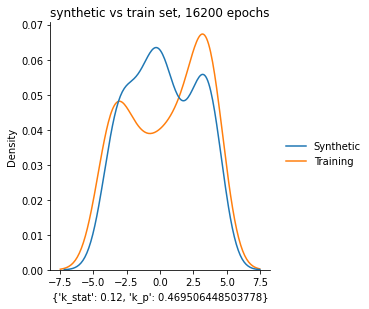 synthetic vs train set, 16200 epochs
0.07
0.06
0.05
0.04
0.03
0.02
0.01
0.00
Density
−7.5 −5.0 −2.5 0.0 2.5 5.0 7.5
{'k_stat': 0.12, 'k_p': 0.469506448503778}
Synthetic
Training